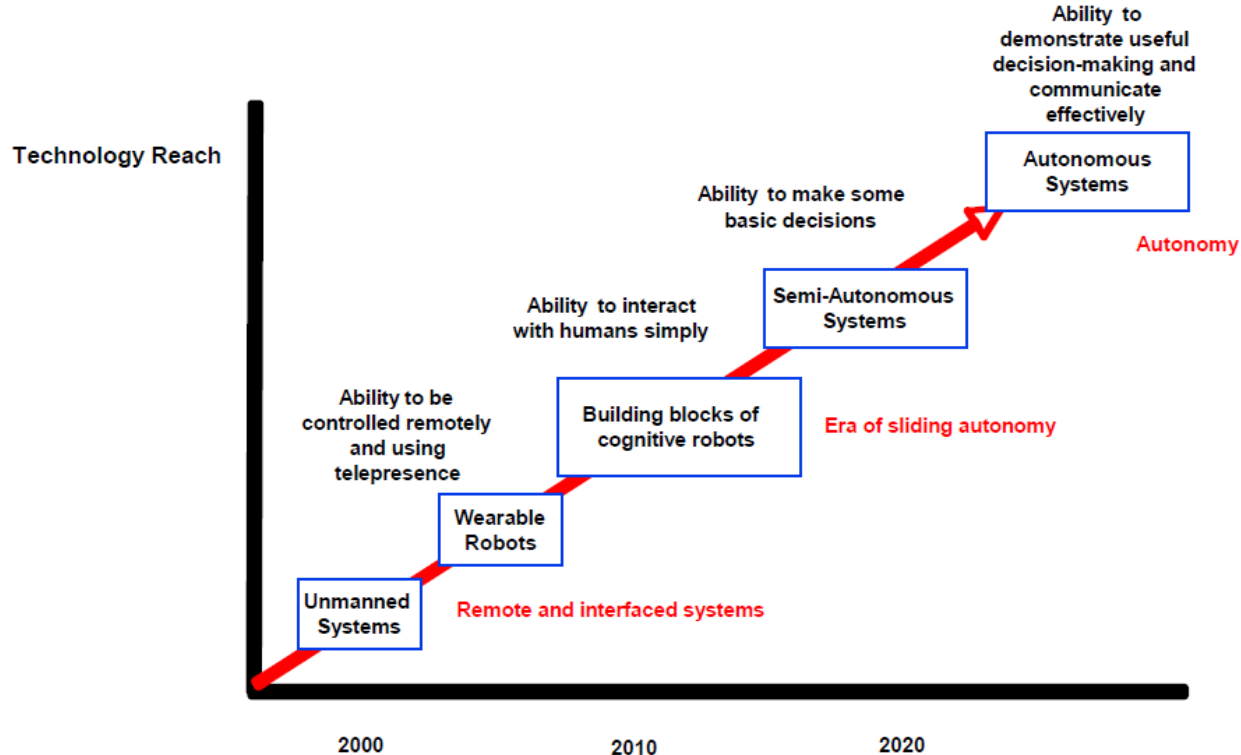 Ability to
demonstrate useful
decision-making and
communicate
effectively
Technology Reach
Autonomous
Systems
Ability to make some
basic decisions
Autonomy
Semi-Autonomous
Systems
Ability to interact
with humans simply
Ability to be
controlled remotely
and using
telepresence
Building blocks of
cognitive robots
Era of sliding autonomy
Wearable
Robots
Unmanned
Systems
Remote and interfaced systems
2000
2010
2020